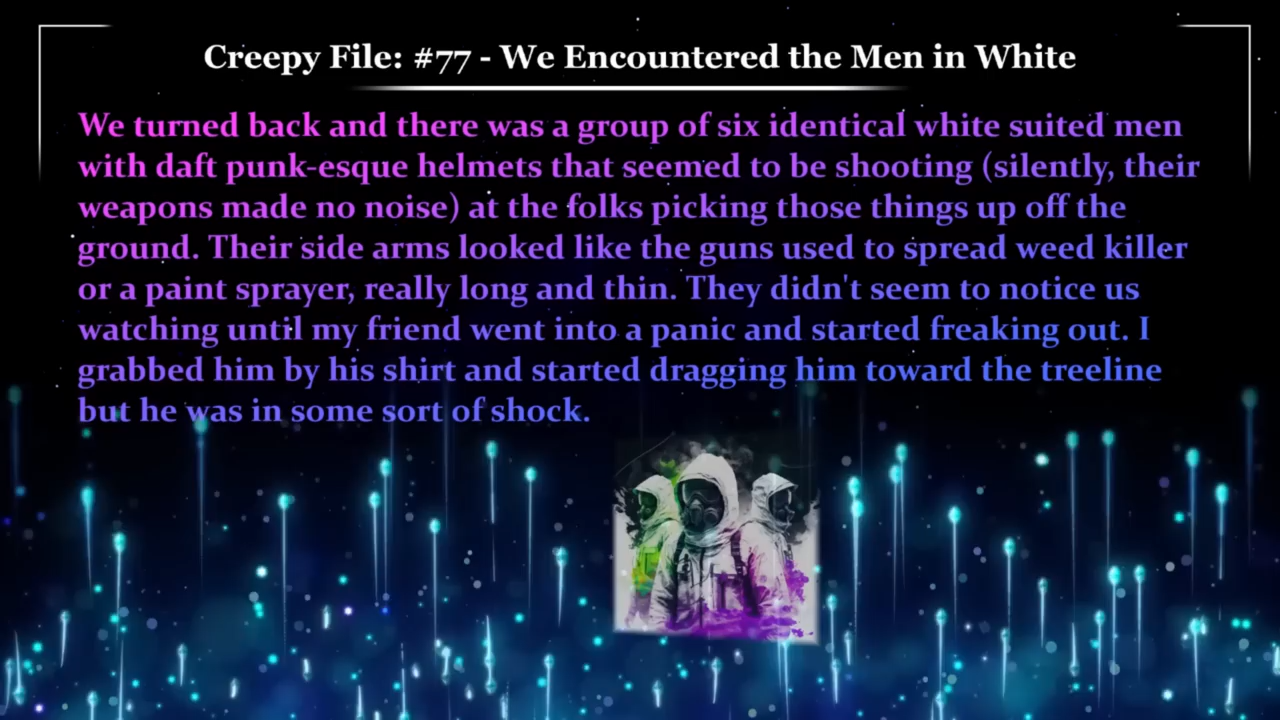 Creepy File: #77 - We Encountered the Men in White
We turned back and there was a group of six identical white suited men
with daft punk-esque helmets that seemed to be shooting (silently, their
weapons made no noise) at the folks picking those things up off the
ground. Their side arms looked like the guns used to spread weed killer
or a paint sprayer, really long and thin. They didn't seem to notice us
watching until my friend went into a panic and started freaking out. I
grabbed him by his shirt and started dragging him toward the treeline
but he was in some sort of shock.